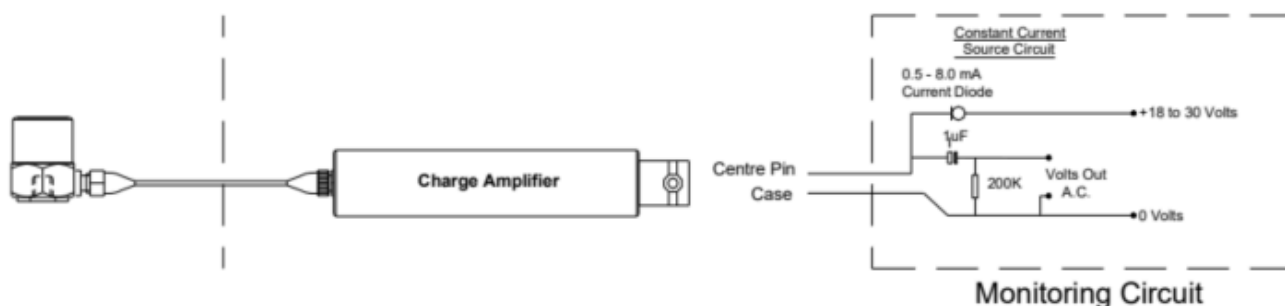 Constant Current
Source Circuit
0.5 - 8.0 mA
Current Diode
+18 to 30 Volts
1uF
Centre Pin
Case
Charge Amplifier
200K
Volts Out
A.C.
0 Volts
Monitoring Circuit